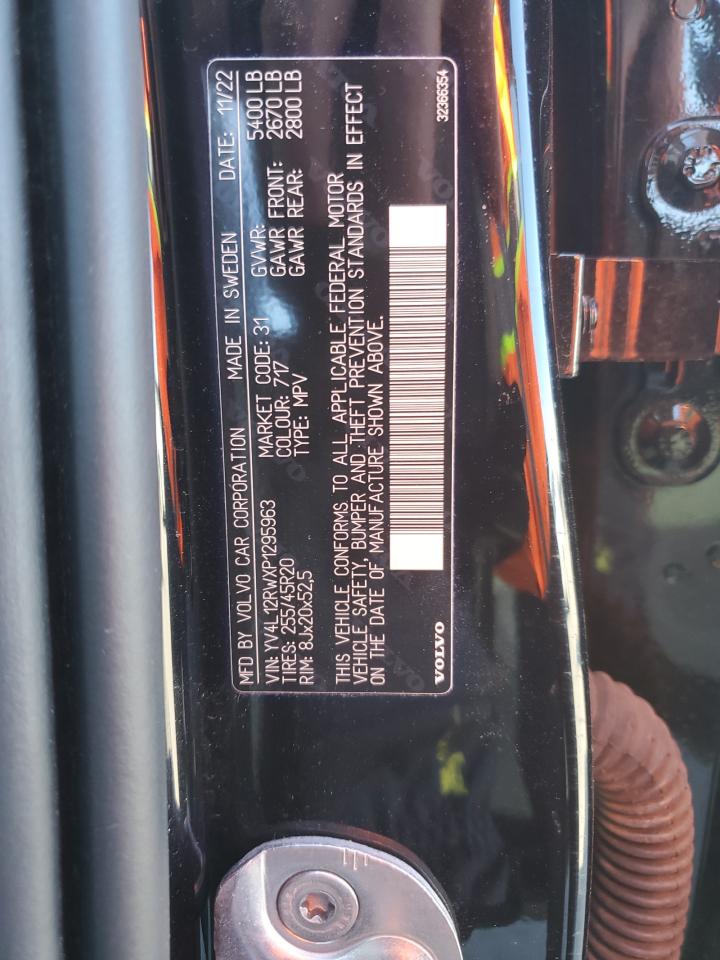 MFD BY VOLVO CAR CORPORATION MADE IN SWEDEN DATE: 11/22
VIN: YV4L12RWXP1295963 MARKET CODE: 31 GVWR: 5400 LB
TIRES: 255/45R20 COLOUR: 717 GAWR FRONT: 2670 LB
RIM: 8Jx20x52,5 TYPE: MPV GAWR REAR: 2800 LB
THIS VEHICLE CONFORMS TO ALL APPLICABLE FEDERAL MOTOR
VEHICLE SAFETY, BUMPER AND THEFT PREVENTION STANDARDS IN EFFECT
ON THE DATE OF MANUFACTURE SHOWN ABOVE.
VOLVO 32366354